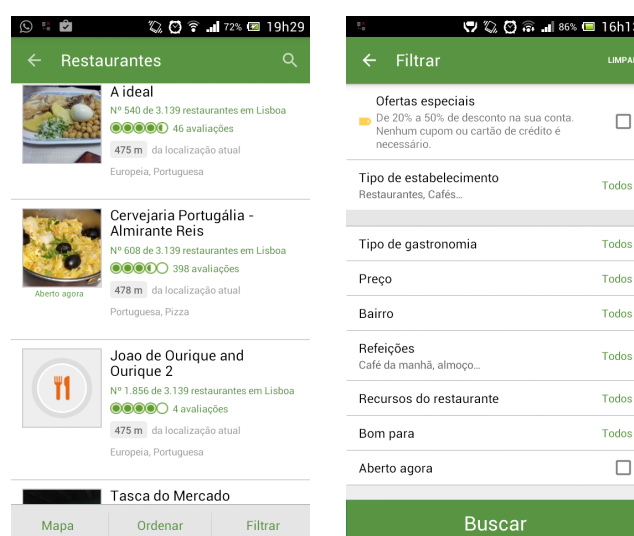 72% 19h29
Restaurantes
A ideal
Nº 540 de 3.139 restaurantes em Lisboa
46 avaliações
475 m da localização atual
Europeia, Portuguesa
Cervejaria Portugália -
Almirante Reis
Nº 608 de 3.139 restaurantes em Lisboa
398 avaliações
Aberto agora
478 m da localização atual
Portuguesa, Pizza
Joao de Ourique and
Ourique 2
Nº 1.856 de 3.139 restaurantes em Lisboa
4 avaliações
475 m da localização atual
Europeia, Portuguesa
Tasca do Mercado
Mapa Ordenar Filtrar
86% 16h1
Filtrar LIMPA
Ofertas especiais
De 20% a 50% de desconto na sua conta.
Nenhum cupom ou cartão de crédito é
necessário.
Tipo de estabelecimento
Restaurantes, Cafés... Todos
Tipo de gastronomia Todos
Preço Todos
Bairro Todos
Refeições
Café da manhã, almoço... Todos
Recursos do restaurante Todos
Bom para Todos
Aberto agora
Buscar